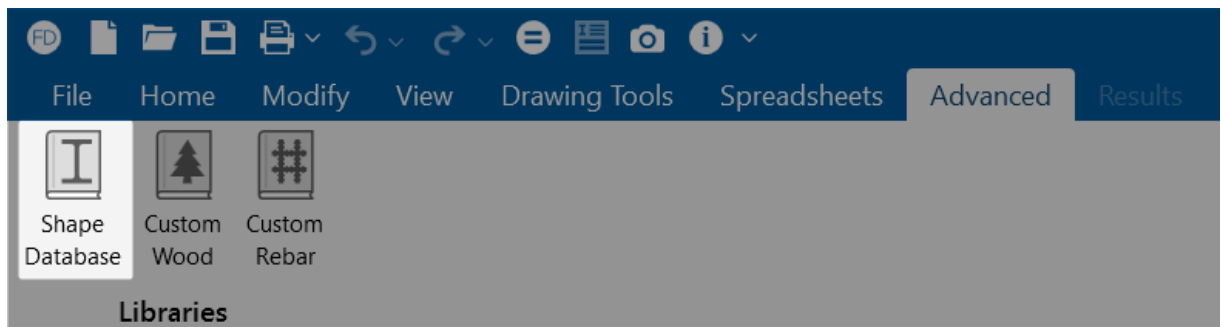 FD
File Home Modify View Drawing Tools Spreadsheets Advanced Results
Shape Custom Custom
Database Wood Rebar
Libraries